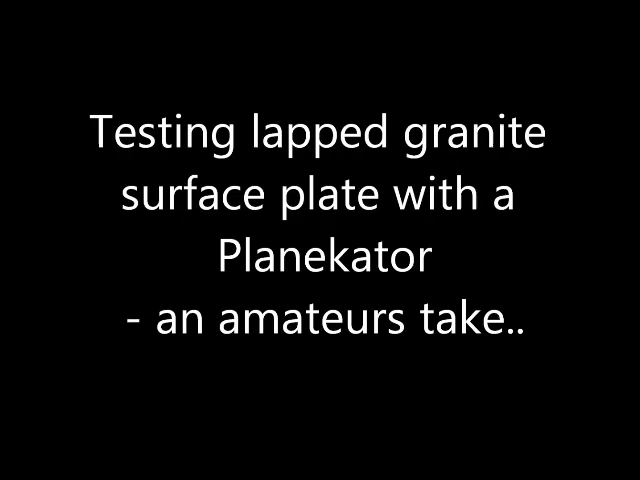 Testing lapped granite
surface plate with a
Planekator
- an amateurs take..